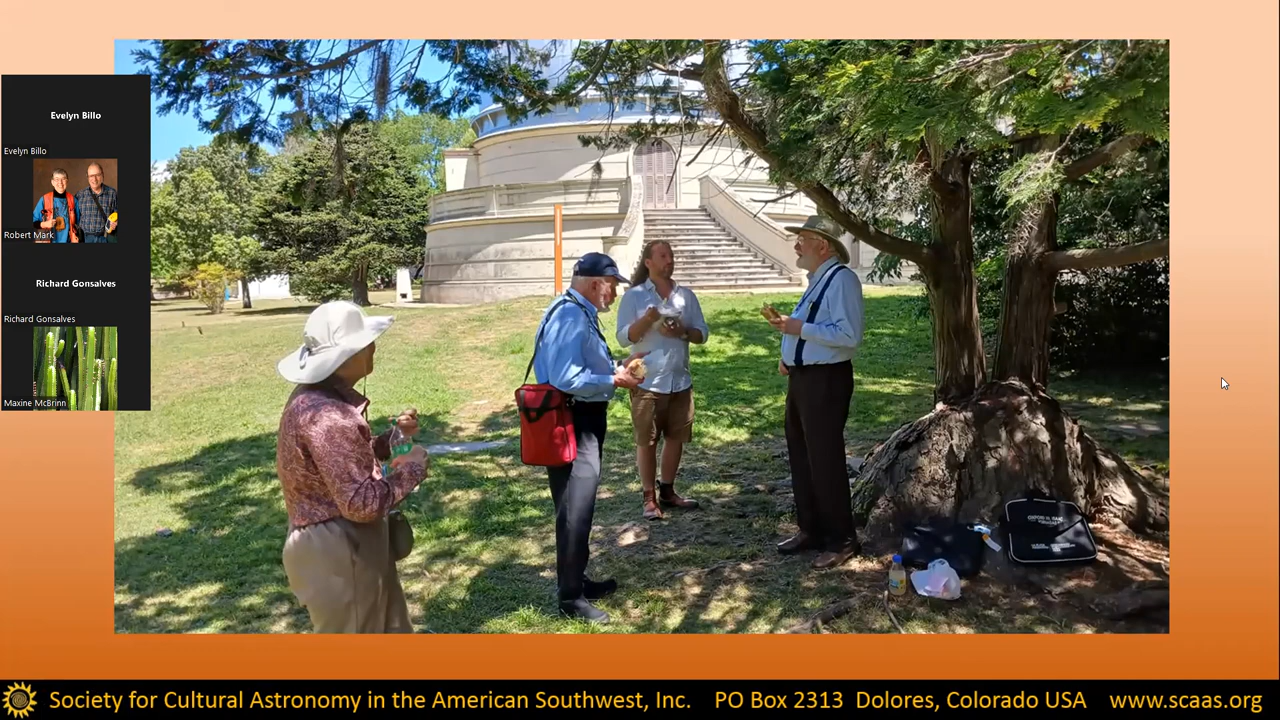 Evelyn Billo
Evelyn Billo
Robert Mark
Richard Gonsalves
Richard Gonsalves
Maxine McBrinn
Society for Cultural Astronomy in the American Southwest, Inc. PO Box 2313 Dolores, Colorado USA www.scaas.org